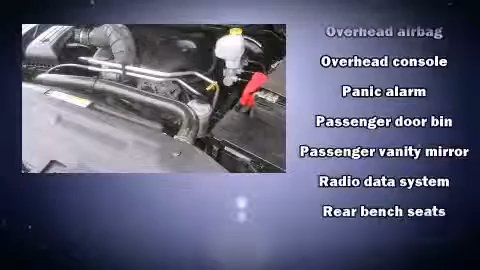 Overhead airbag
Overhead console
Panic alarm
Passenger door bin
Passenger vanity mirror
Radio data system
Rear bench seats